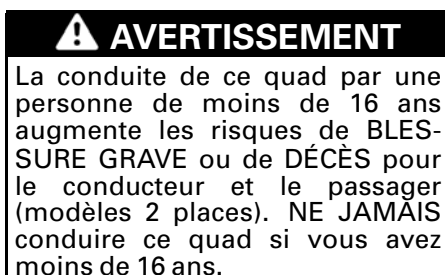 AVERTISSEMENT
La conduite de ce quad par une
personne de moins de 16 ans
augmente les risques de BLES-
SURE GRAVE ou de DÉCÈS pour
le conducteur et le passager
(modèles 2 places). NE JAMAIS
conduire ce quad si vous avez
moins de 16 ans.